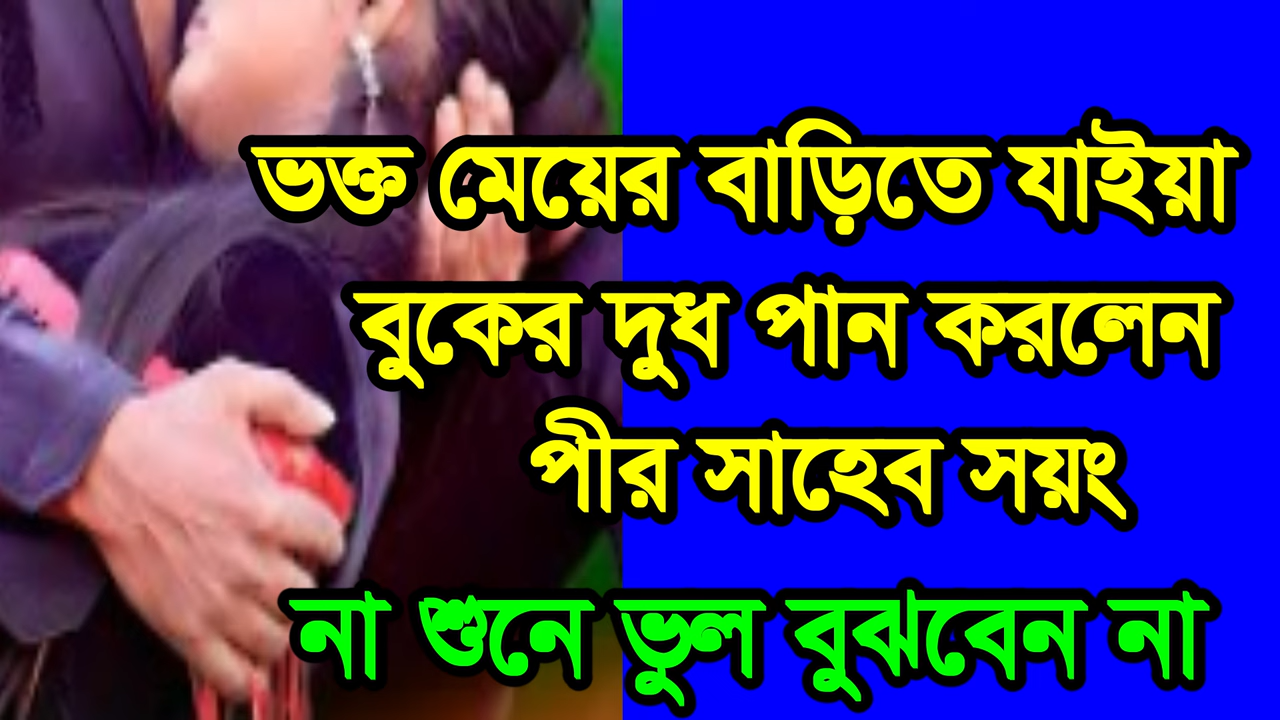 ভক্ত মেয়ের বাড়িতে যাইয়া
বুকের দুধ পান করলেন
পীর সাহেব সয়ং
না শুনে ভুল বুঝবেন না